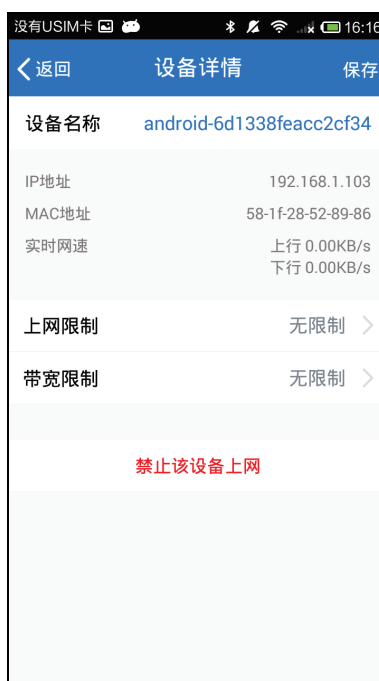 没有USIM卡 16:16
返回 设备详情 保存
设备名称 android-6d1338feacc2cf34
IP地址 192.168.1.103
MAC地址 58-1f-28-52-89-86
实时网速 上行 0.00KB/s
下行 0.00KB/s
上网限制 无限制
带宽限制 无限制
禁止该设备上网